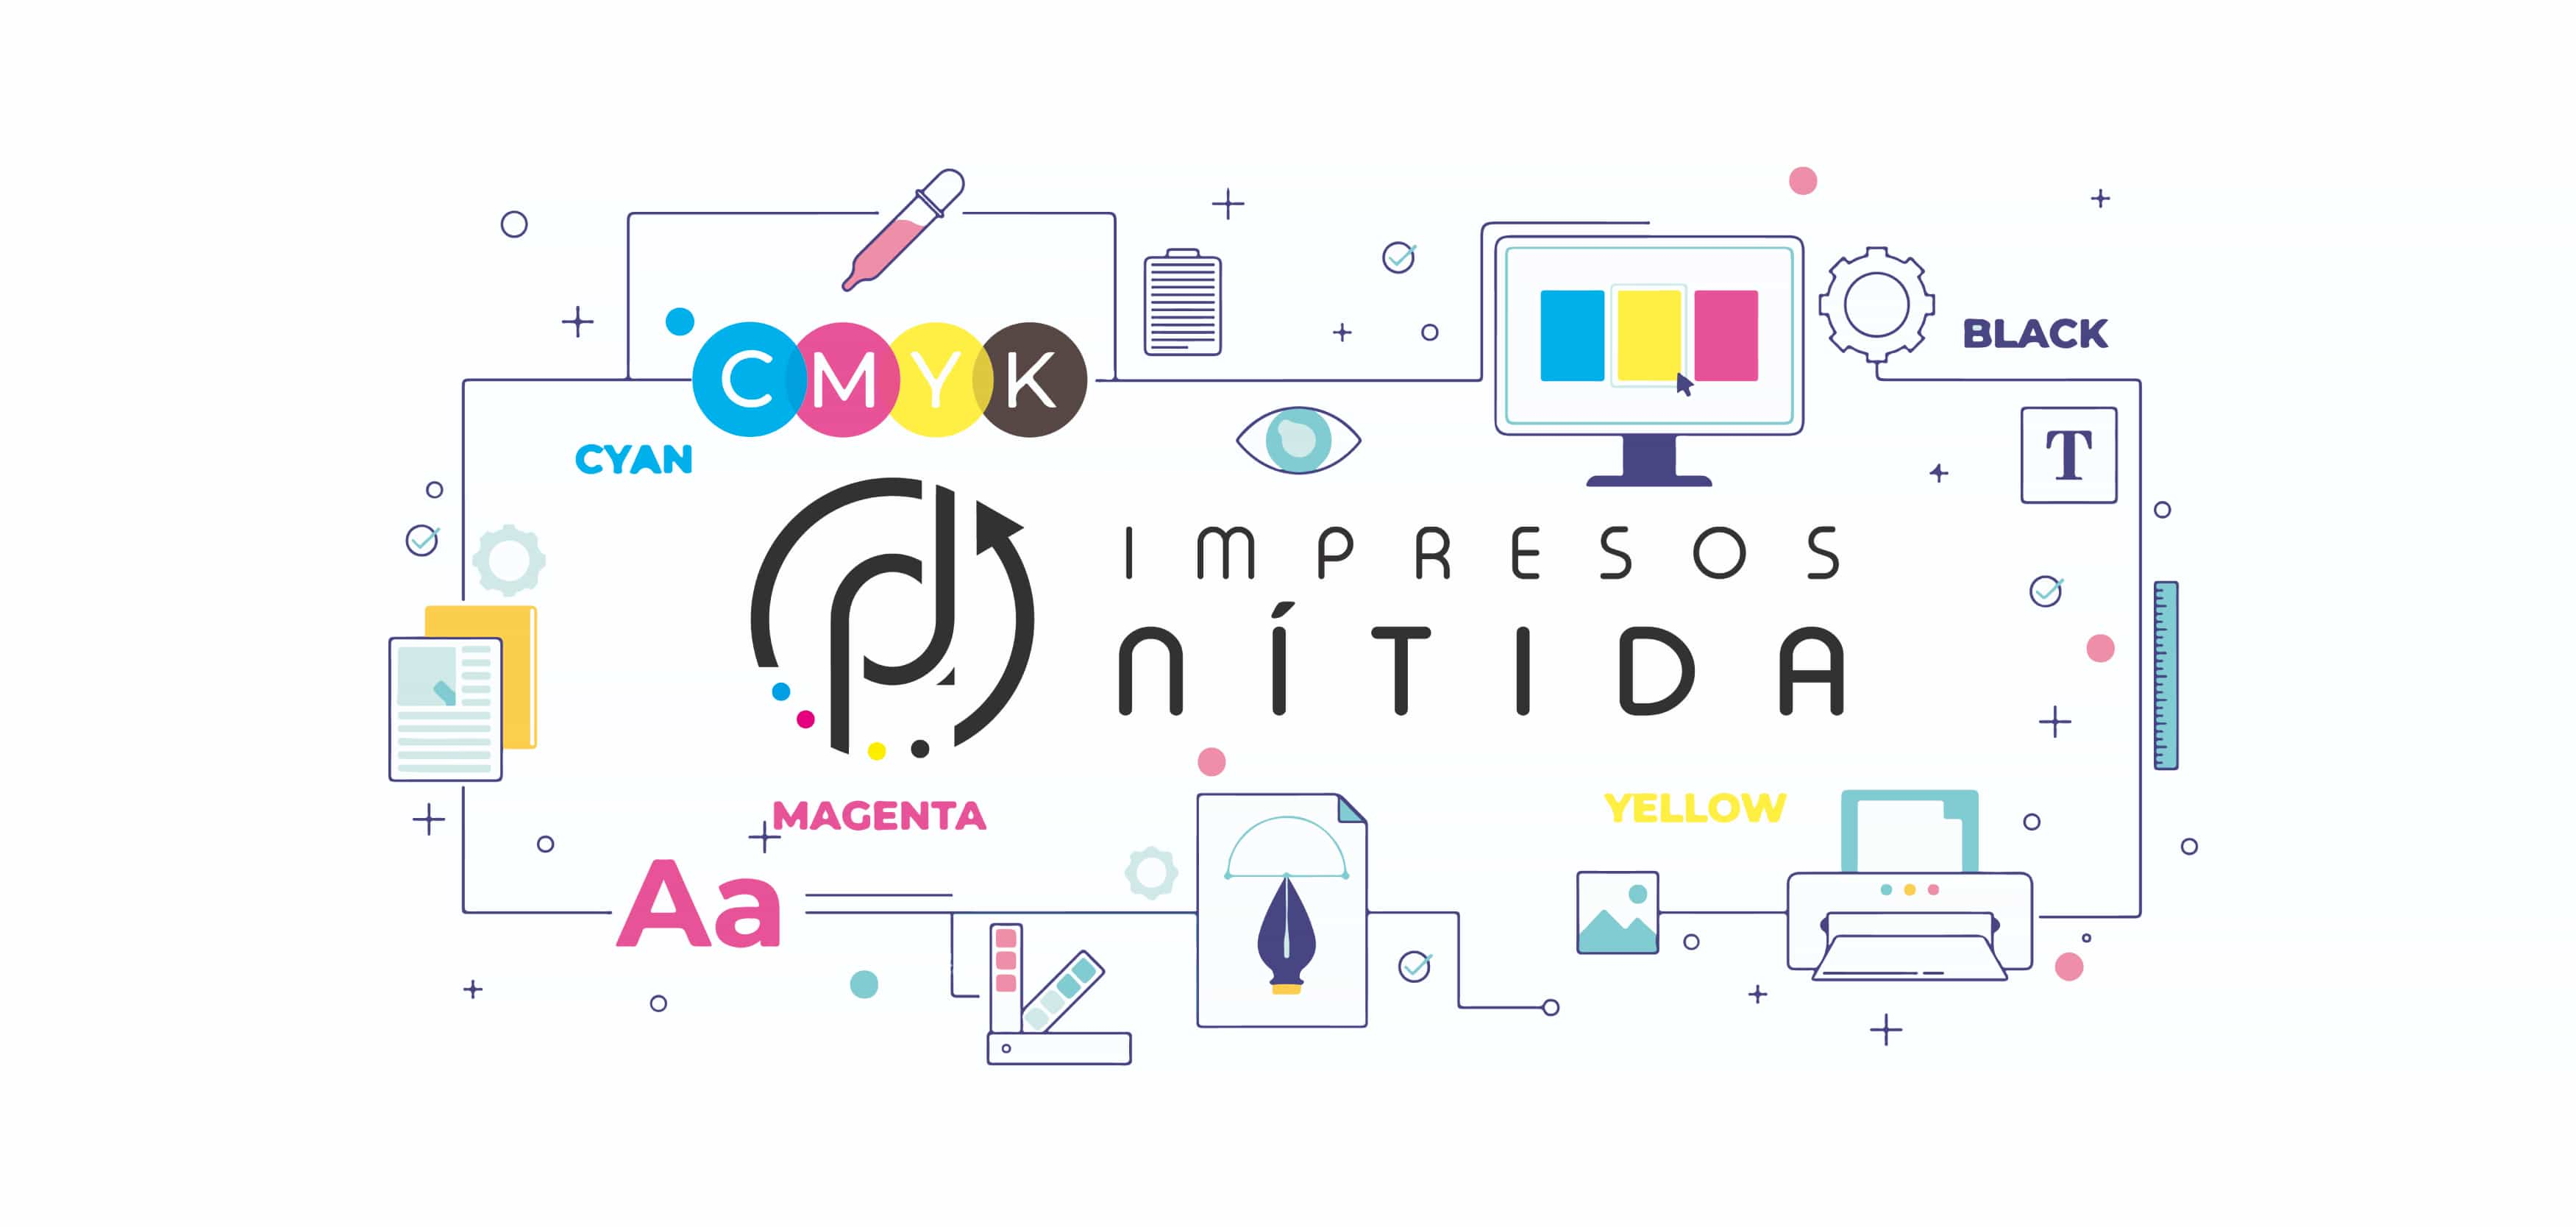 CMYK
BLACK
CYAN
T
IMPRESOS
NÍTIDA
MAGENTA
YELLOW
Aa